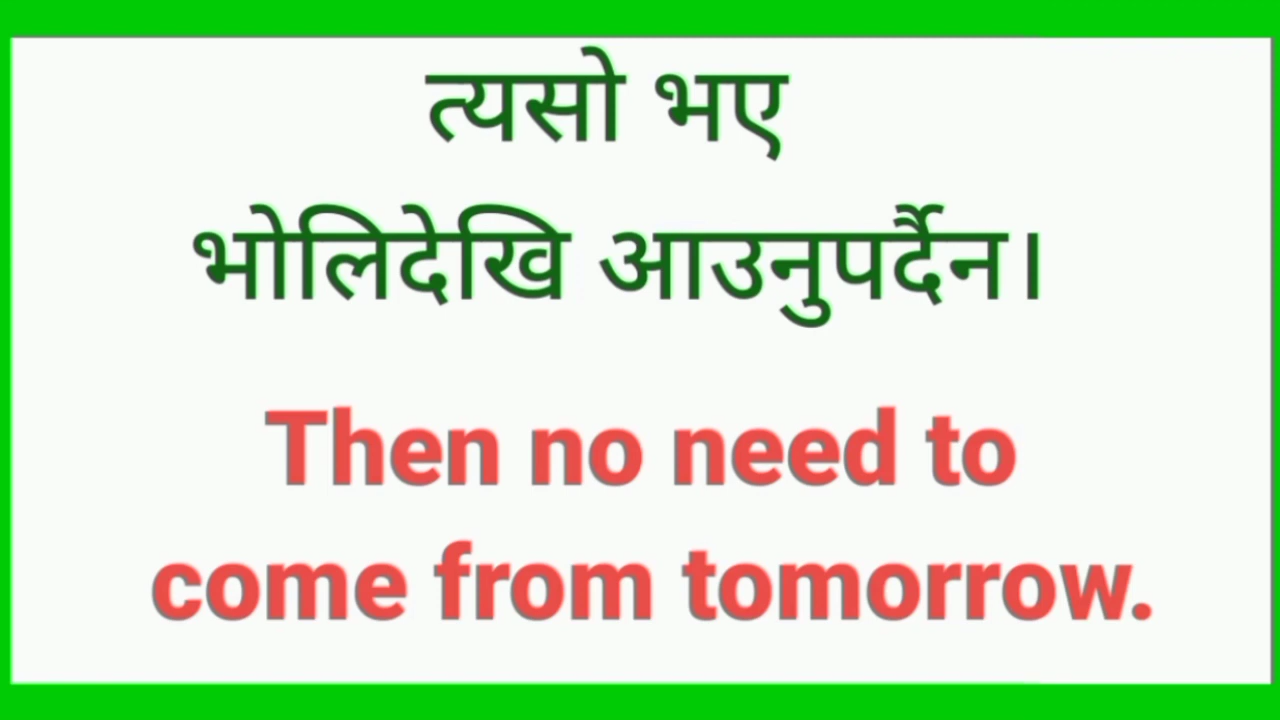 त्यसो भए
भोलिदेखि आउनुपर्दैन।
Then no need to
come from tomorrow.